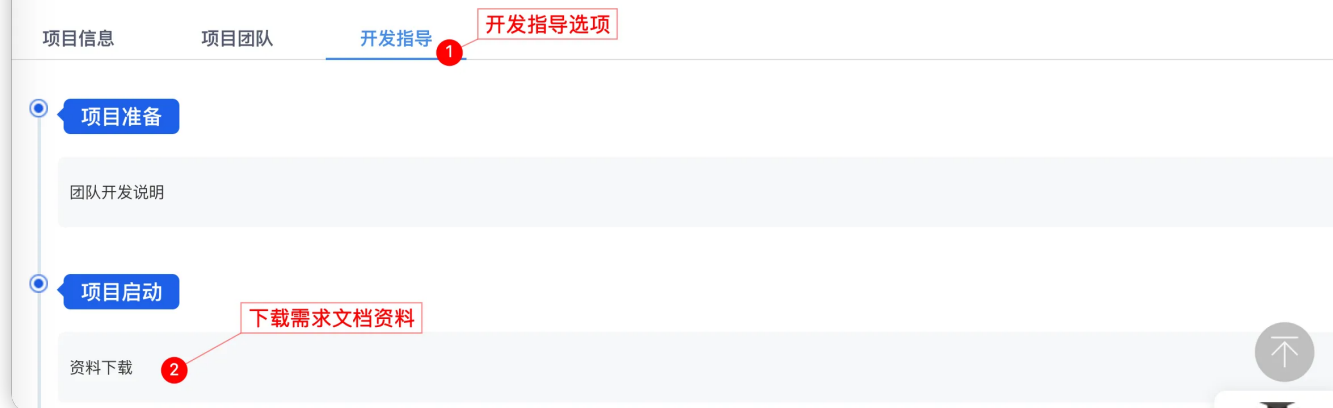 开发指导选项
项目信息 项目团队 开发指导 1
项目准备
团队开发说明
项目启动
下载需求文档资料
资料下载 2